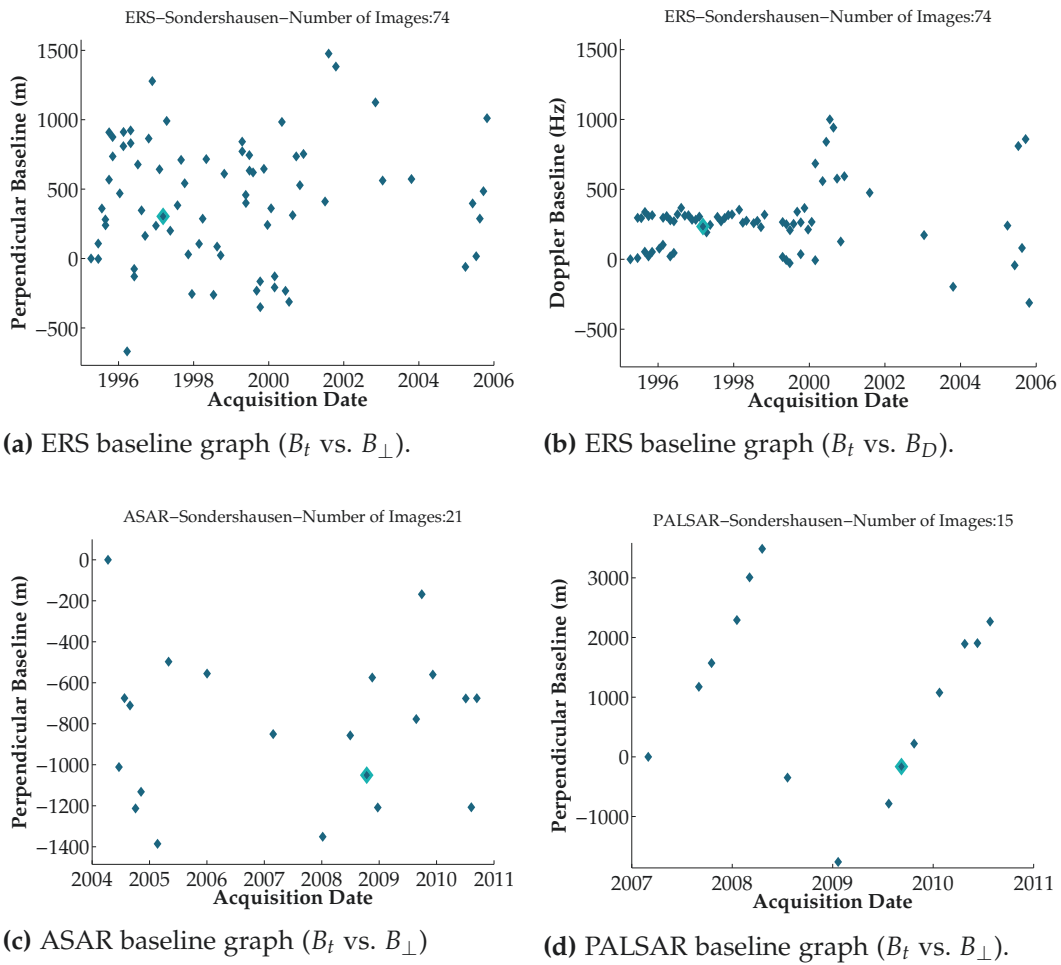 ERS−Sondershausen−Number of Images:74
Perpendicular Baseline (m)
1500
1000
500
0
−500
1996 1998 2000 2002 2004 2006
Acquisition Date
(a) ERS baseline graph (Bt vs. B⊥).
ERS−Sondershausen−Number of Images:74
Doppler Baseline (Hz)
1500
1000
500
0
−500
1996 1998 2000 2002 2004 2006
Acquisition Date
(b) ERS baseline graph (Bt vs. BD).
ASAR−Sondershausen−Number of Images:21
Perpendicular Baseline (m)
0
−200
−400
−600
−800
−1000
−1200
−1400
2004 2005 2006 2007 2008 2009 2010 2011
Acquisition Date
(c) ASAR baseline graph (Bt vs. B⊥)
PALSAR−Sondershausen−Number of Images:15
Perpendicular Baseline (m)
3000
2000
1000
0
−1000
2007 2008 2009 2010 2011
Acquisition Date
(d) PALSAR baseline graph (Bt vs. B⊥).